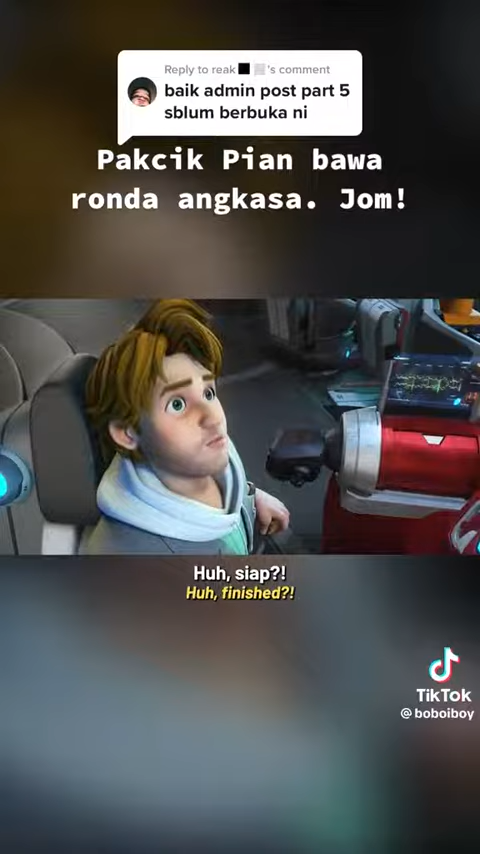 Reply to reak 's comment
baik admin post part 5
sblum berbuka ni
Pakcik Pian bawa
ronda angkasa. Jom!
Huh, siap?!
Huh, finished?!
TikTok
@boboiboy